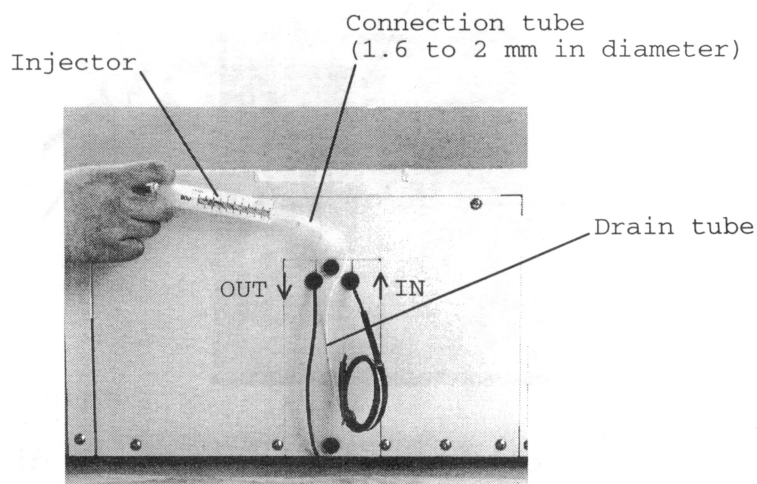 Connection tube
(1.6 to 2 mm in diameter)
Injector
Drain tube
OUT
IN